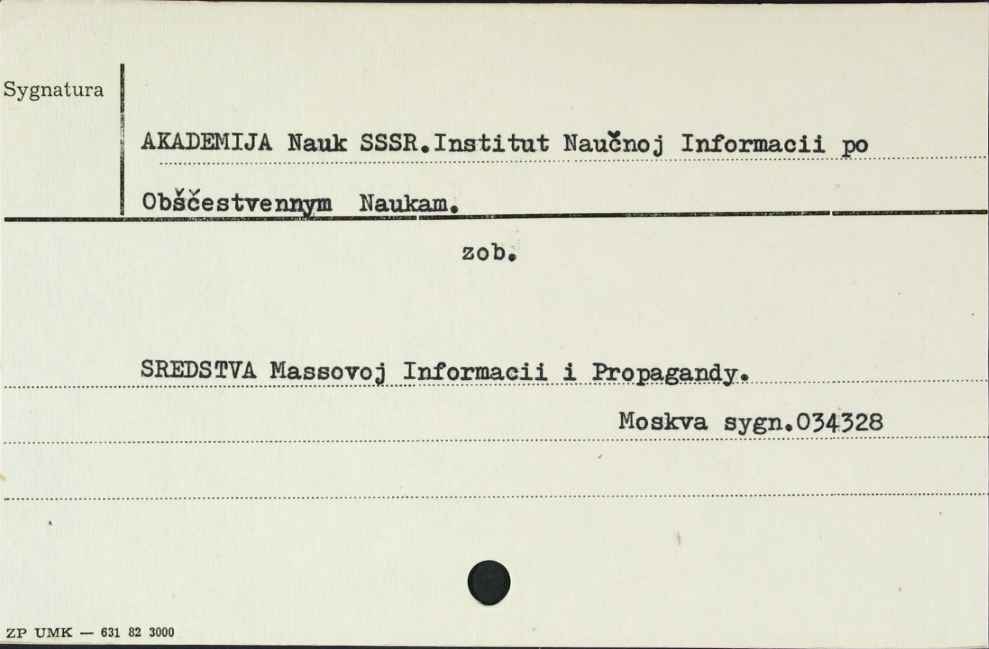 Sygnatura
AKADEMIJA Nauk SSSR.Institut Naučnoj Informacii po
Obščestvennym Naukam.
zob.
SREDSTVA Massovoj Informacii i Propagandy.
Moskva sygn.034328
ZP UMK — 631 82 3000